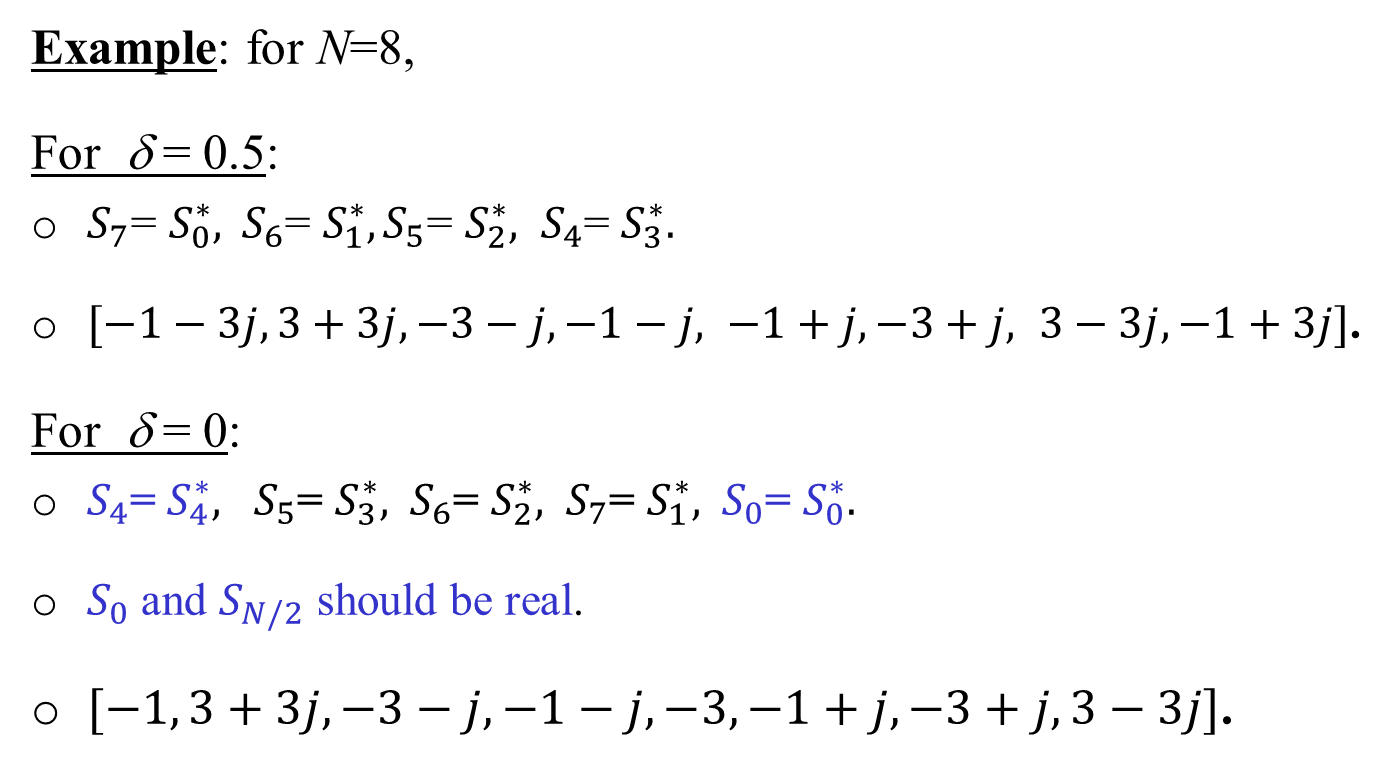 Example: for N=8,
For δ = 0.5:
○ S₇= S₀*, S₆= S₁*, S₅= S₂*, S₄= S₃*.
○ [−1 − 3j, 3 + 3j, −3 − j, −1 − j, −1 + j, −3 + j, 3 − 3j, −1 + 3j].
For δ = 0:
○ S₄= S₄*, S₅= S₃*, S₆= S₂*, S₇= S₁*, S₀= S₀*.
○ S₀ and S_{N/2} should be real.
○ [−1, 3 + 3j, −3 − j, −1 − j, −3, −1 + j, −3 + j, 3 − 3j].